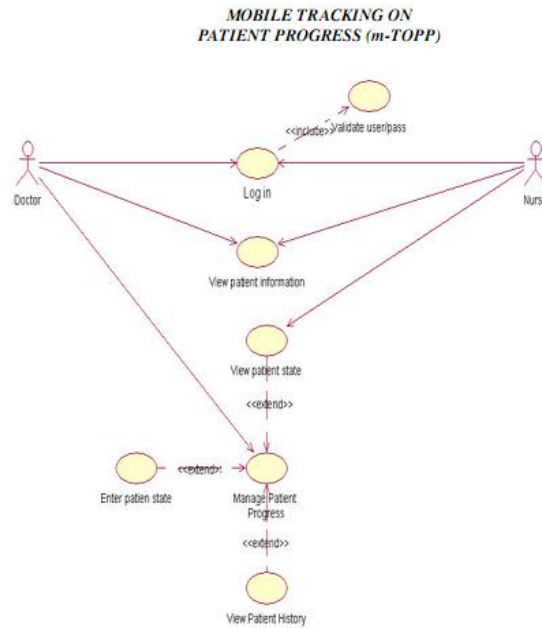 MOBILE TRACKING ON
PATIENT PROGRESS (m-TOPP)
<<include>>
Validate user/pass
Log in
Doctor
Nurs
View patient information
View patient state
<<extend>>
<<extend>
Enter patien state
Manage Patient
Progress
<<extend>>
View Patient History